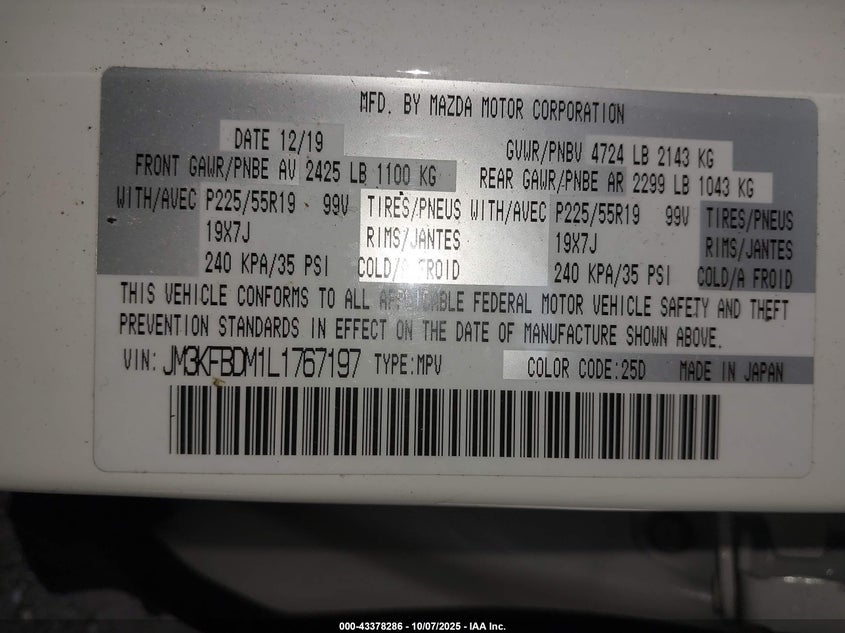 MFD. BY MAZDA MOTOR CORPORATION
DATE 12/19 GVWR/PNBV 4724 LB 2143 KG
FRONT GAWR/PNBE AV 2425 LB 1100 KG REAR GAWR/PNBE AR 2299 LB 1043 KG
WITH/AVEC P225/55R19 99V TIRES/PNEUS WITH/AVEC P225/55R19 99V TIRES/PNEUS
19X7J RIMS/JANTES 19X7J RIMS/JANTES
240 KPA/35 PSI COLD/A FROID 240 KPA/35 PSI COLD/A FROID
THIS VEHICLE CONFORMS TO ALL APPLICABLE FEDERAL MOTOR VEHICLE SAFETY AND THEFT
PREVENTION STANDARDS IN EFFECT ON THE DATE OF MANUFACTURE SHOWN ABOVE.
VIN: JM3KFBDM1L1767197 TYPE:MPV COLOR CODE:25D MADE IN JAPAN
000-43378286 - 10/07/2025 - IAA Inc.